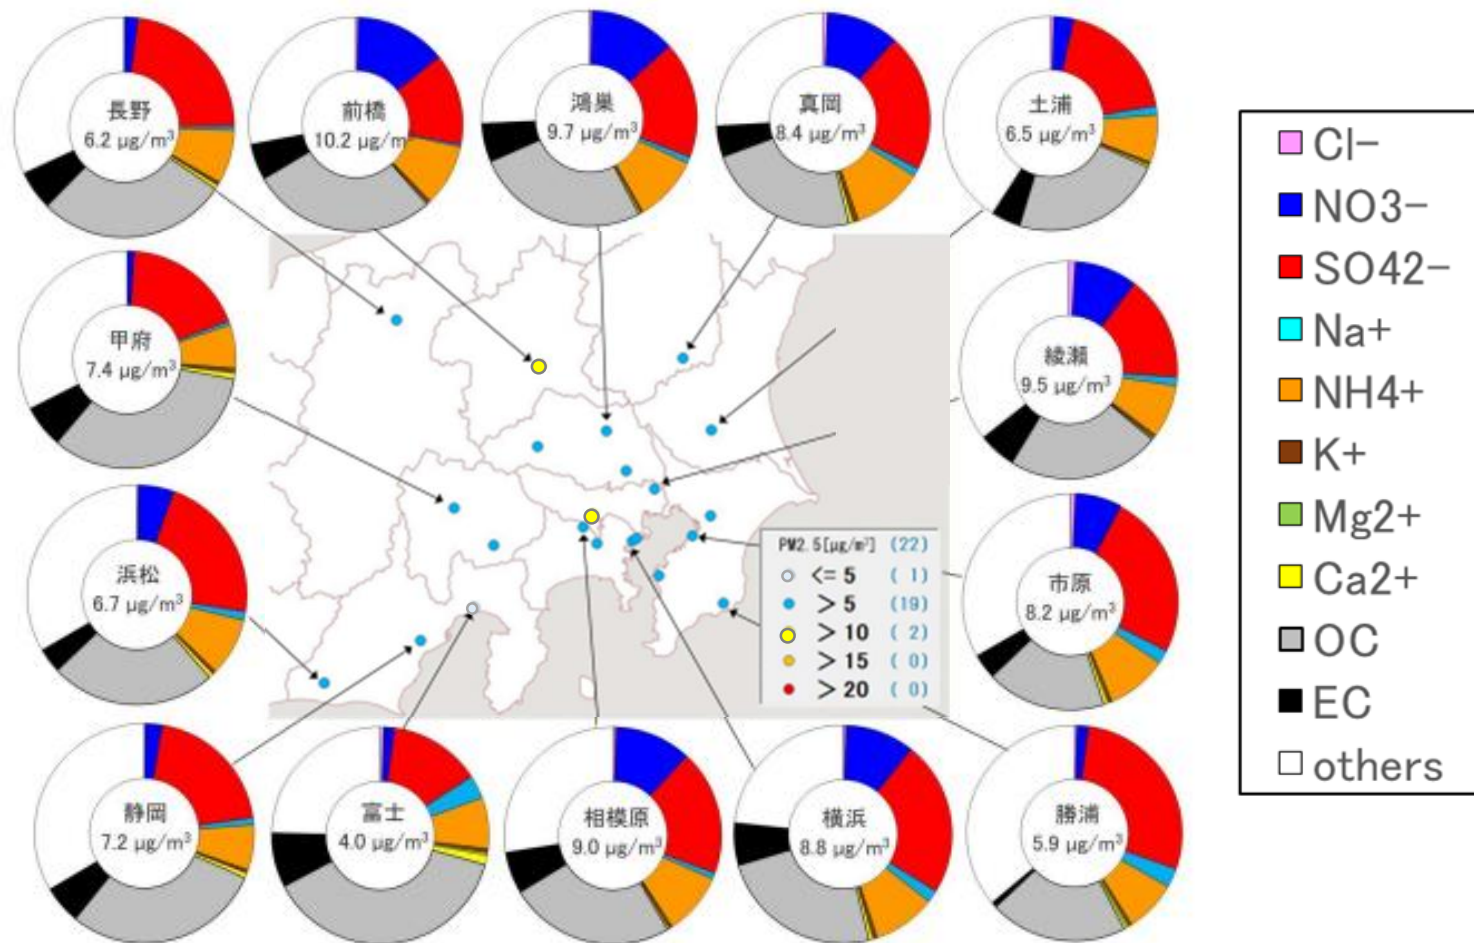 長野
6.2 μg/m³
前橋
10.2 μg/m
鴻巣
9.7 μg/m³
真岡
8.4 μg/m³
土浦
6.5 μg/m³
甲府
7.4 μg/m³
綾瀬
9.5 μg/m³
浜松
6.7 μg/m³
市原
8.2 μg/m³
静岡
7.2 μg/m³
富士
4.0 μg/m³
相模原
9.0 μg/m³
横浜
8.8 μg/m³
勝浦
5.9 μg/m³
PM2.5[μg/m³] (22)
<= 5 ( 1)
> 5 (19)
> 10 ( 2)
> 15 ( 0)
> 20 ( 0)
Cl-
NO3-
SO42-
Na+
NH4+
K+
Mg2+
Ca2+
OC
EC
others